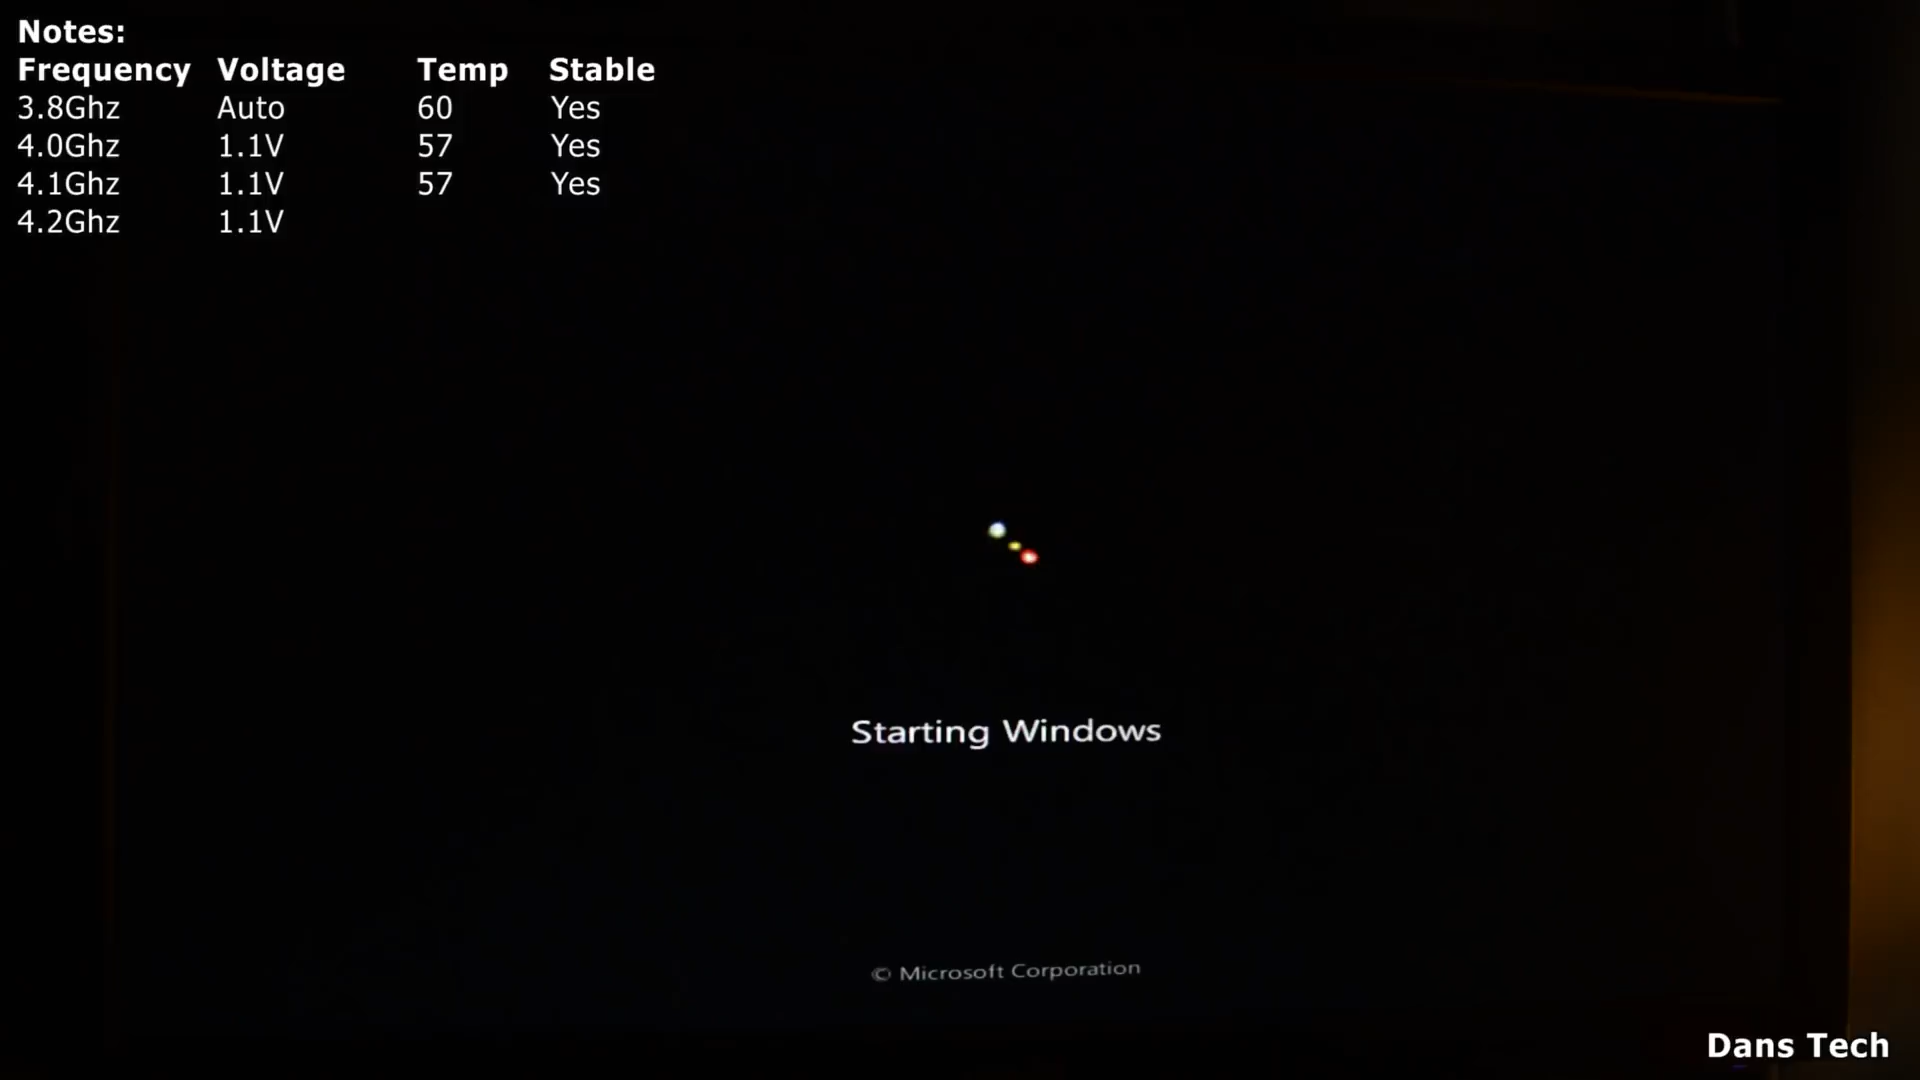 Notes:
Frequency Voltage Temp Stable
3.8Ghz Auto 60 Yes
4.0Ghz 1.1V 57 Yes
4.1Ghz 1.1V 57 Yes
4.2Ghz 1.1V
Starting Windows
© Microsoft Corporation
Dans Tech